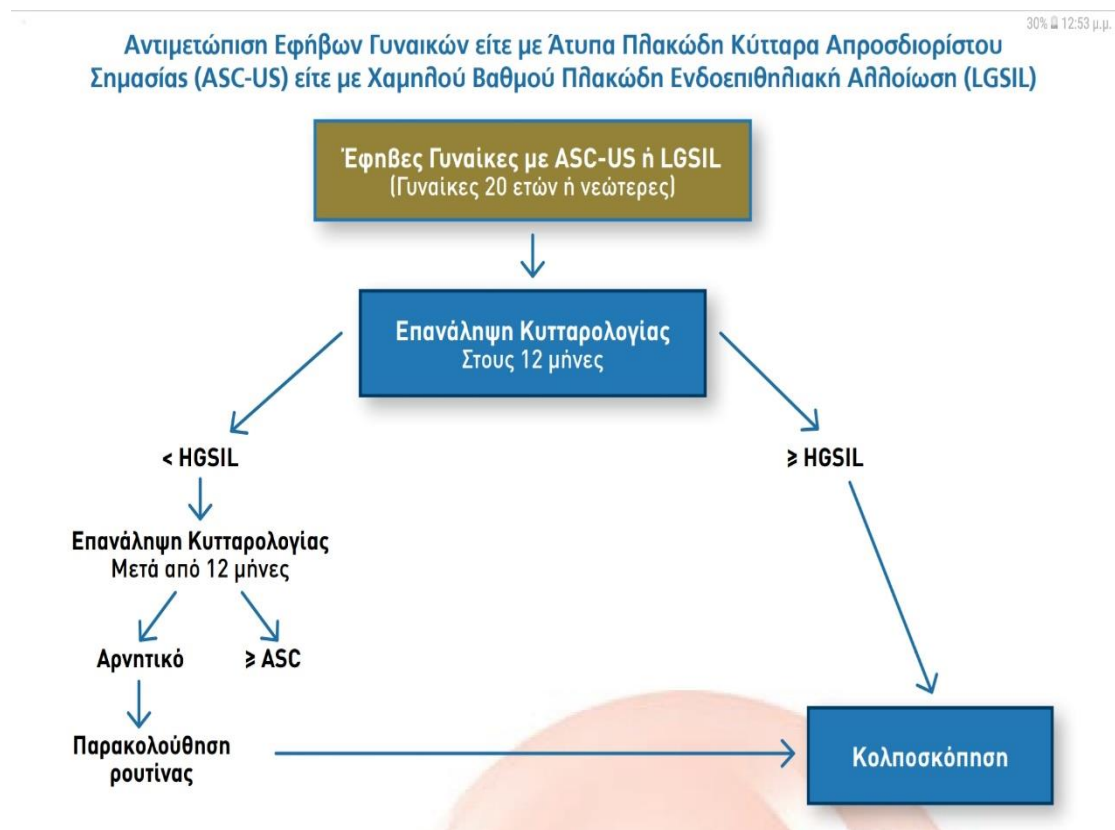 30% 12:53 μ.μ.
Αντιμετώπιση Εφήβων Γυναικών είτε με Άτυπα Πλακώδη Κύτταρα Απροσδιορίστου
Σημασίας (ASC-US) είτε με Χαμηλού Βαθμού Πλακώδη Ενδοεπιθηλιακή Αλλοίωση (LGSIL)
Έφηβες Γυναίκες με ASC-US ή LGSIL
(Γυναίκες 20 ετών ή νεώτερες)
Επανάληψη Κυτταρολογίας
Στους 12 μήνες
< HGSIL
≥ HGSIL
Επανάληψη Κυτταρολογίας
Μετά από 12 μήνες
Αρνητικό
≥ ASC
Παρακολούθηση
ρουτίνας
Κολποσκόπηση